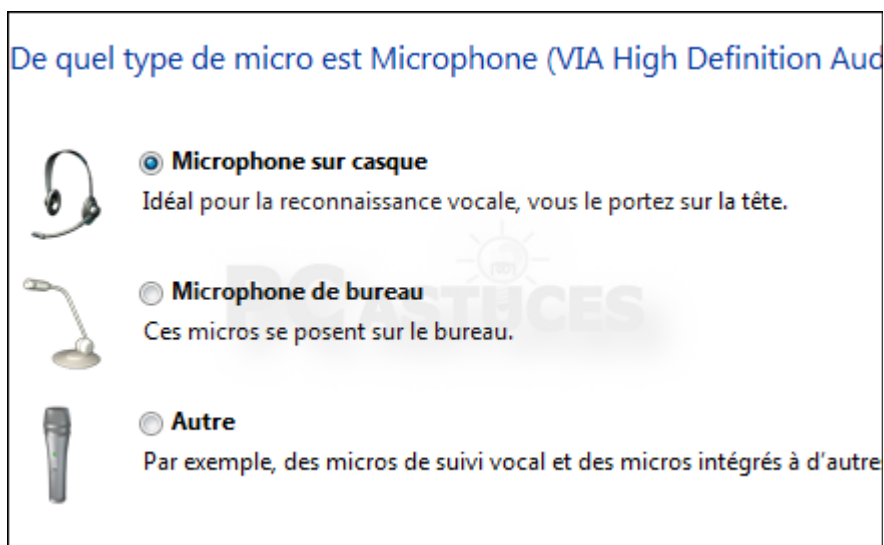 De quel type de micro est Microphone (VIA High Definition Aud
Microphone sur casque
Idéal pour la reconnaissance vocale, vous le portez sur la tête.
PC ASTUCES
Microphone de bureau
Ces micros se posent sur le bureau.
Autre
Par exemple, des micros de suivi vocal et des micros intégrés à d'autre